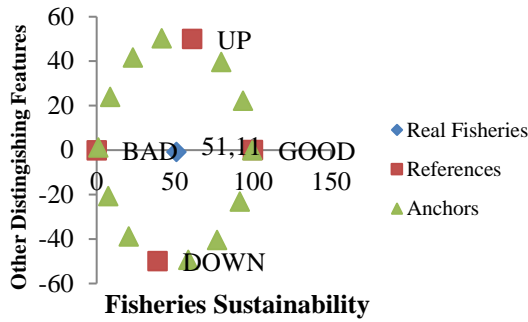 Other Distingishing Features
60
40
20
0
-20
-40
-60
UP
BAD
51,11
GOOD
DOWN
0
50
100
150
Fisheries Sustainability
Real Fisheries
References
Anchors